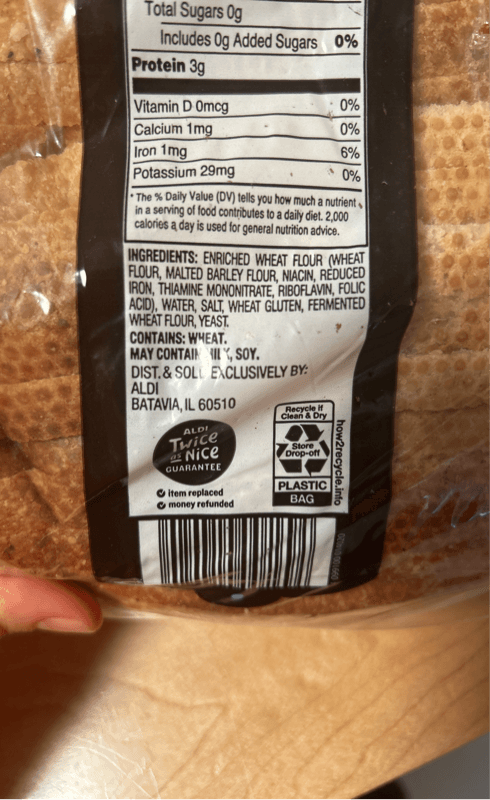 Total Sugars 0g
Includes 0g Added Sugars 0%
Protein 3g
Vitamin D 0mcg 0%
Calcium 1mg 0%
Iron 1mg 6%
Potassium 29mg 0%
* The % Daily Value (DV) tells you how much a nutrient
in a serving of food contributes to a daily diet. 2,000
calories a day is used for general nutrition advice.
INGREDIENTS: ENRICHED WHEAT FLOUR (WHEAT
FLOUR, MALTED BARLEY FLOUR, NIACIN, REDUCED
IRON, THIAMINE MONONITRATE, RIBOFLAVIN, FOLIC
ACID), WATER, SALT, WHEAT GLUTEN, FERMENTED
WHEAT FLOUR, YEAST.
CONTAINS: WHEAT.
MAY CONTAIN MILK, SOY.
DIST. & SOLD EXCLUSIVELY BY:
ALDI
BATAVIA, IL 60510
ALDI
Twice
as Nice
GUARANTEE
item replaced
money refunded
Recycle if
Clean & Dry
Store
Drop-off
PLASTIC
BAG
how2recycle.info